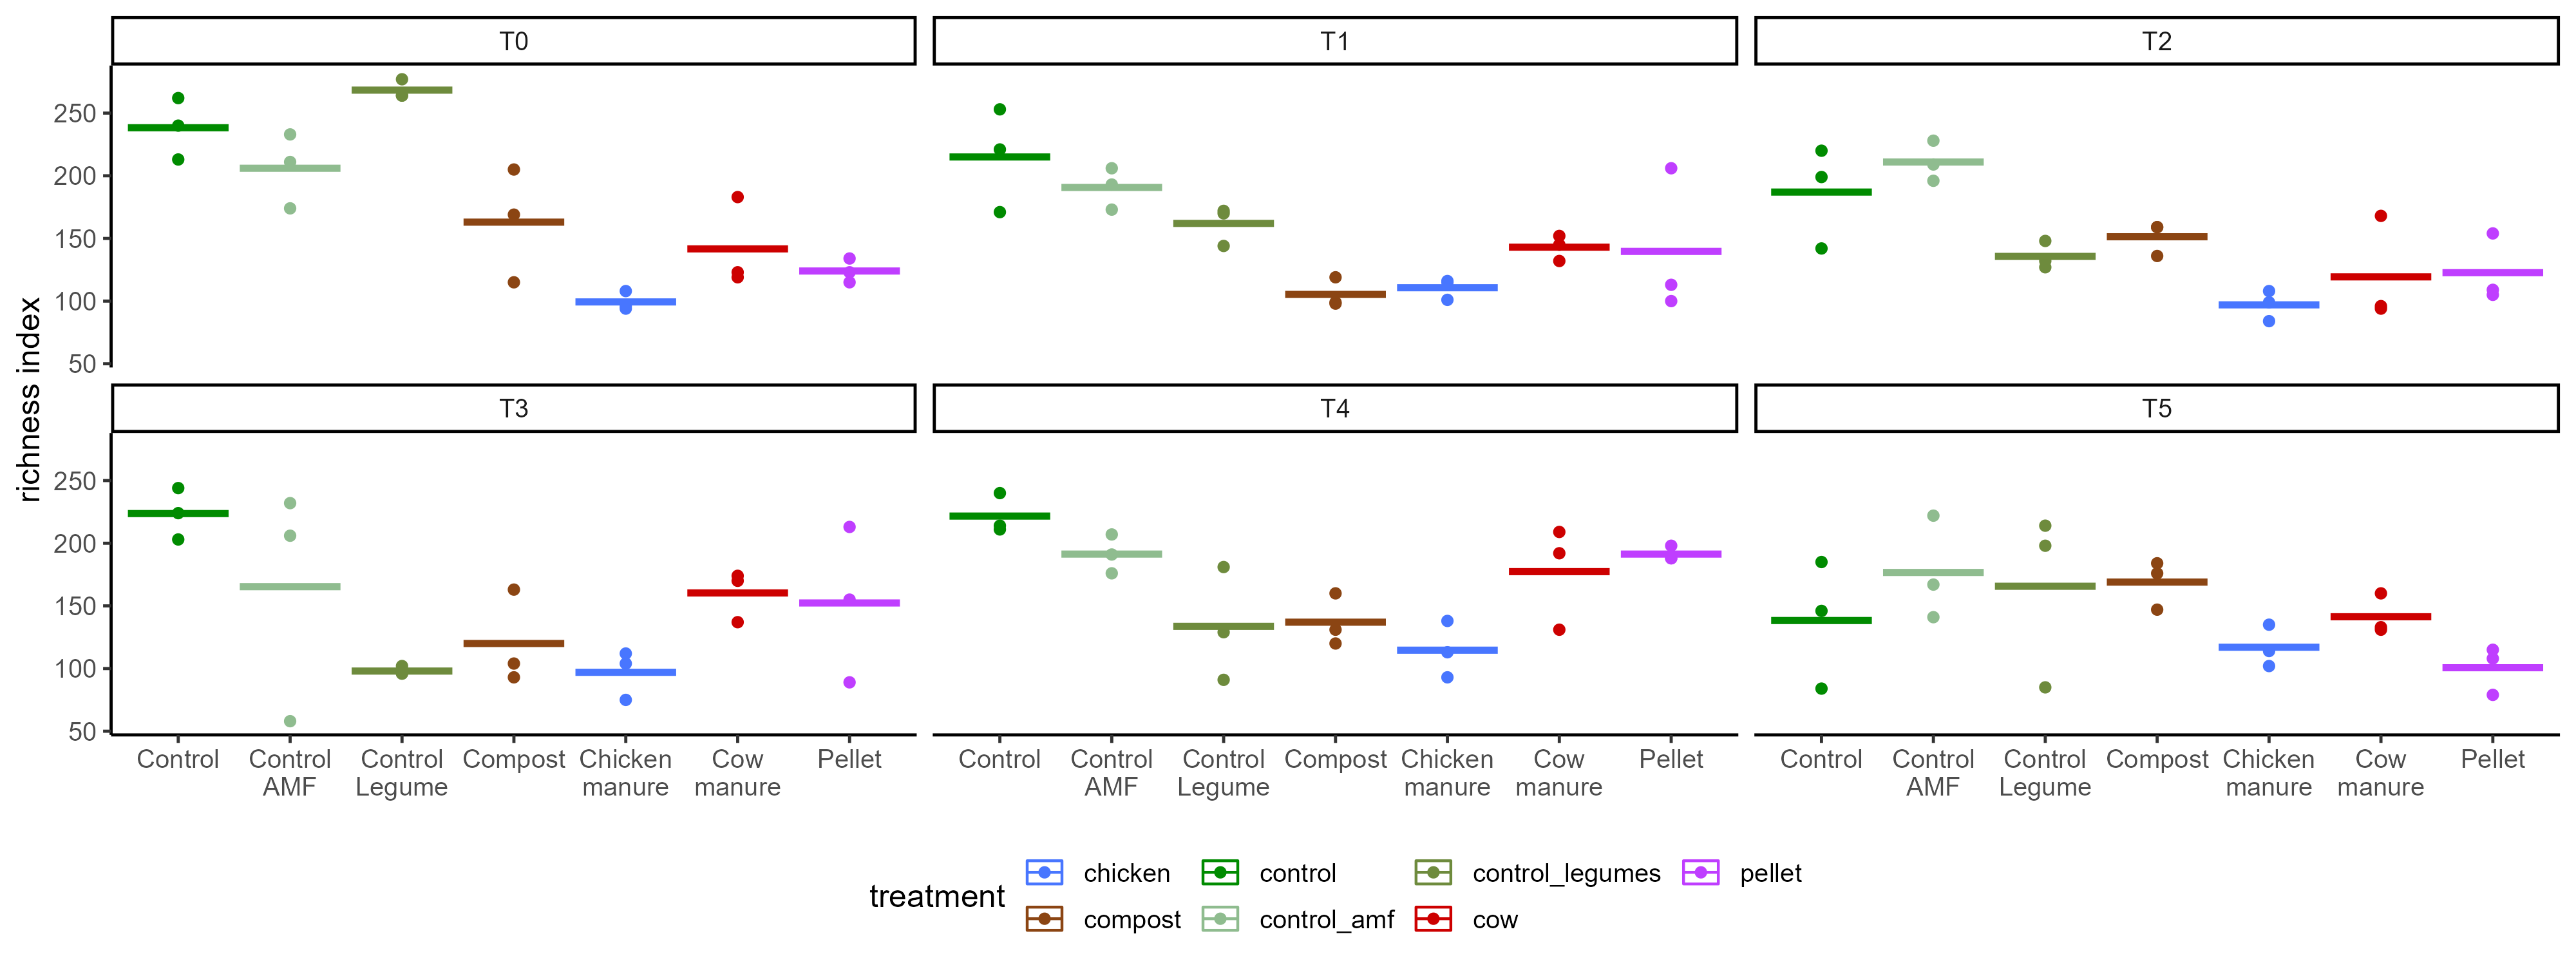 T0 T1 T2
250
200
150
100
50
richness index
T3 T4 T5
250
200
150
100
50
Control Control Control Compost Chicken Cow Pellet Control Control Control Compost Chicken Cow Pellet Control Control Control Compost Chicken Cow Pellet
AMF Legume manure manure AMF Legume manure manure AMF Legume manure manure
treatment
chicken control control_legumes pellet
compost control_amf cow